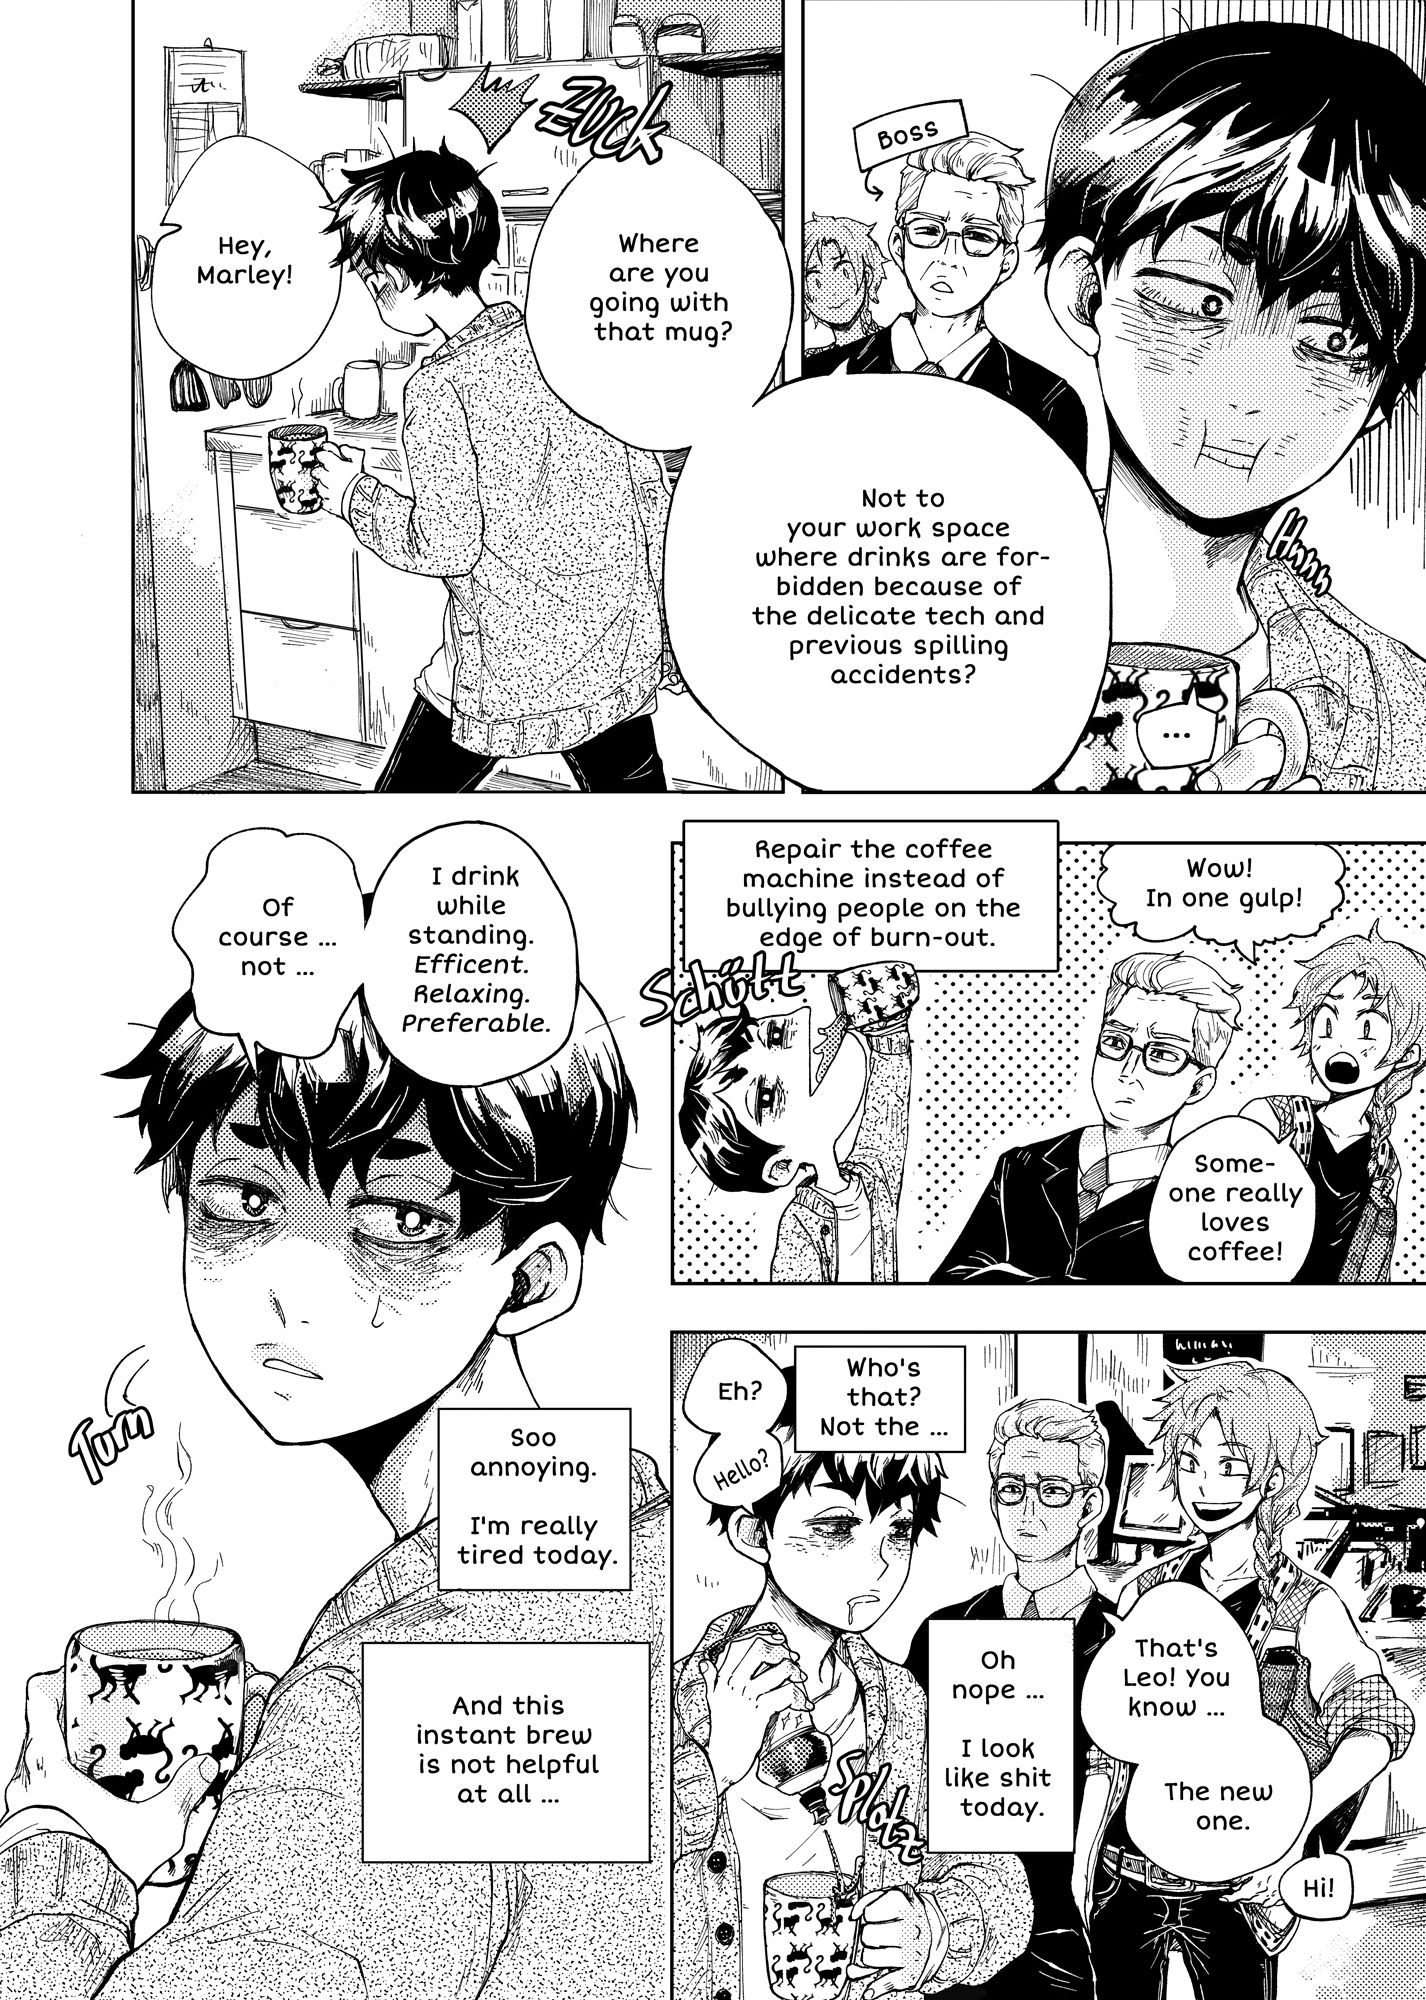 Hey,
Marley!
ZUCK
Where
are you
going with
that mug?
Boss
Not to
your work space
where drinks are for-
bidden because of
the delicate tech and
previous spilling
accidents?
Hnnn
...
Of
course ...
not ...
I drink
while
standing.
Efficent.
Relaxing.
Preferable.
Turn
Soo
annoying.
I'm really
tired today.
And this
instant brew
is not helpful
at all ...
Repair the coffee
machine instead of
bullying people on the
edge of burn-out.
Schütt
Wow!
In one gulp!
Some-
one really
loves
coffee!
Eh?
Hello?
Who's
that?
Not the ...
Oh
nope ...
I look
like shit
today.
Splotz
That's
Leo! You
know ...
The new
one.
Hi!